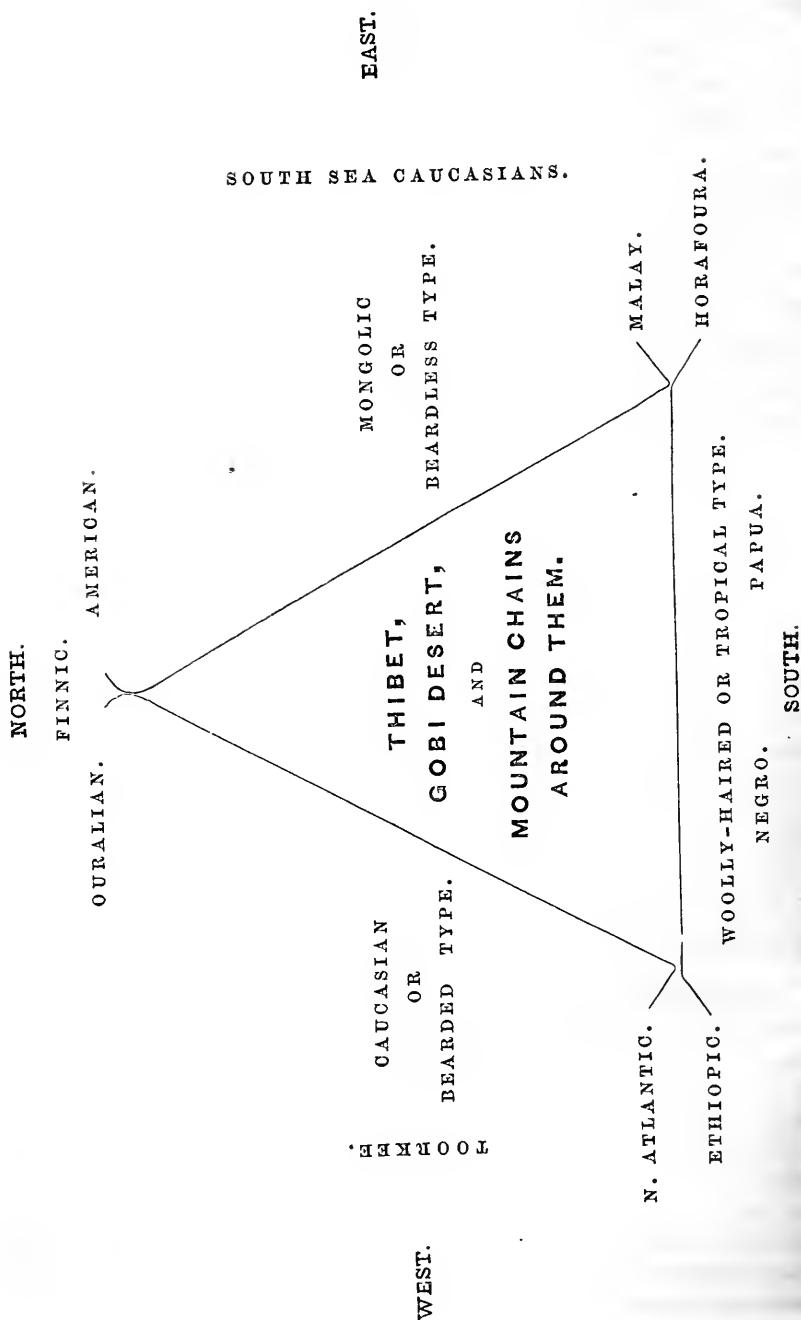 NORTH.
FINNIC.
OURALIAN.
AMERICAN.
WEST.
TOORKEE.
CAUCASIAN
OR
BEARDED TYPE.
THIBET,
GOBI DESERT,
AND
MOUNTAIN CHAINS
AROUND THEM.
MONGOLIC
OR
BEARDLESS TYPE.
SOUTH SEA CAUCASIANS.
EAST.
N. ATLANTIC.
ETHIOPIC.
MALAY.
HORAFOURA.
WOOLLY-HAIRED OR TROPICAL TYPE.
NEGRO.
PAPUA.
SOUTH.